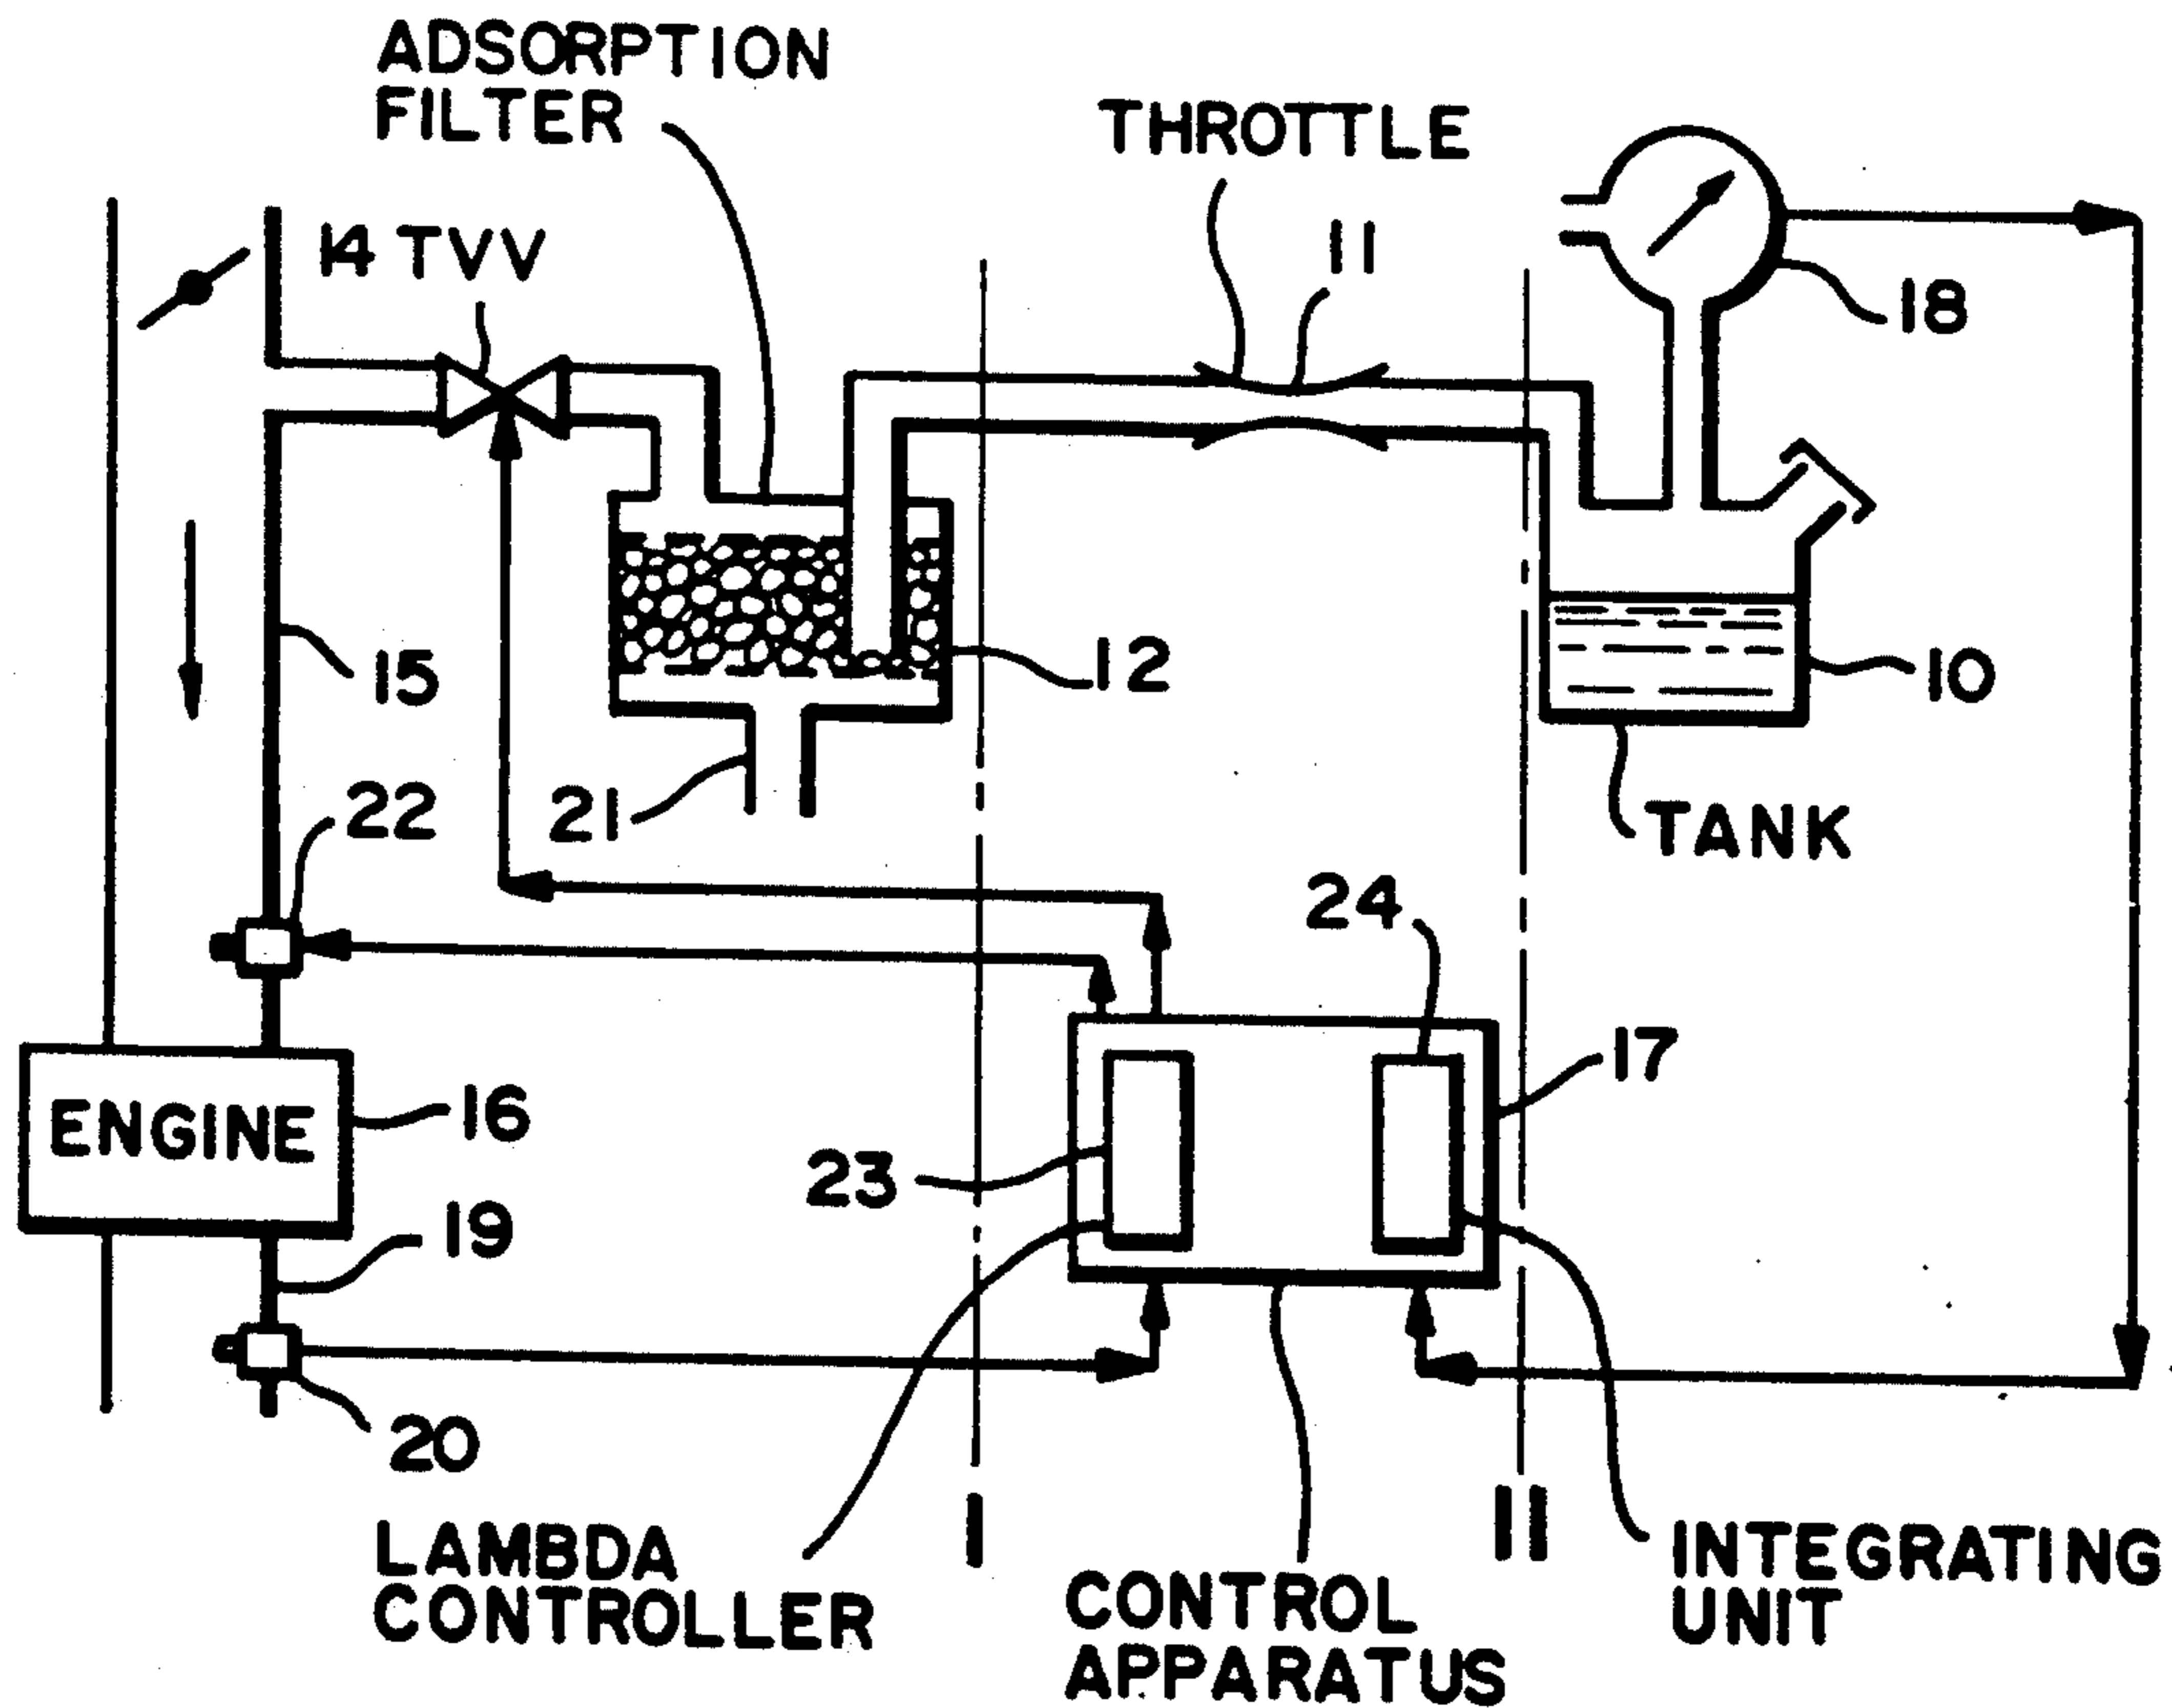 ADSORPTION
FILTER
THROTTLE
14 TVV
11
18
15
12
10
21
22
TANK
24
17
ENGINE
16
23
19
20
I
II
LAMBDA
CONTROLLER
CONTROL
APPARATUS
INTEGRATING
UNIT